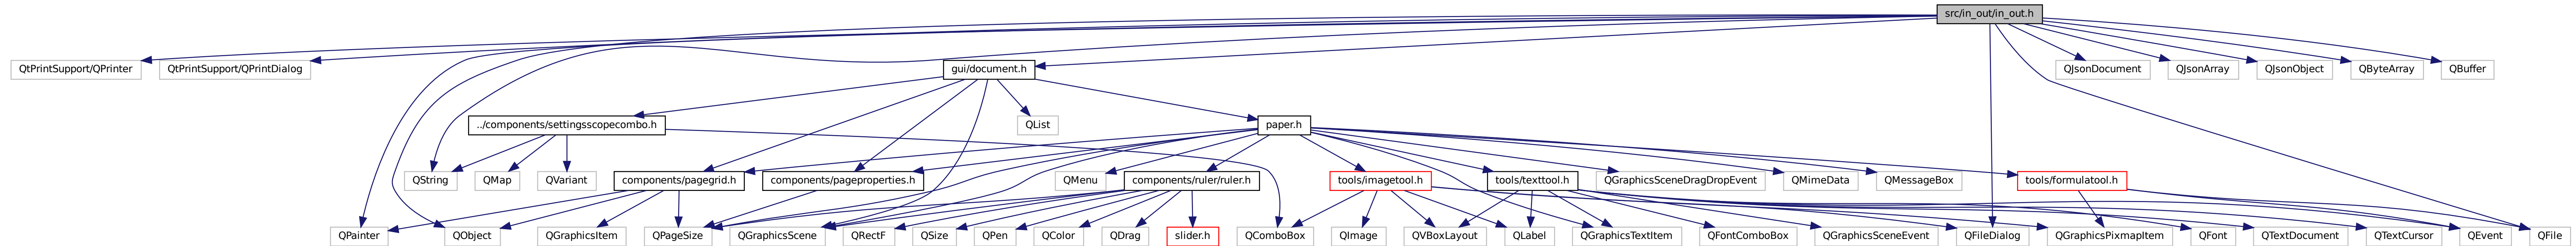 src/in_out/in_out.h
QtPrintSupport/QPrinter
QtPrintSupport/QPrintDialog
gui/document.h
QJsonDocument
QJsonArray
QJsonObject
QByteArray
QBuffer
../components/settingsscopecombo.h
QList
paper.h
QString
QMap
QVariant
components/pagegrid.h
components/pageproperties.h
QMenu
components/ruler/ruler.h
tools/imagetool.h
tools/texttool.h
QGraphicsSceneDragDropEvent
QMimeData
QMessageBox
tools/formulatool.h
QPainter
QObject
QGraphicsItem
QPageSize
QGraphicsScene
QRectF
QSize
QPen
QColor
QDrag
slider.h
QComboBox
QImage
QVBoxLayout
QLabel
QGraphicsTextItem
QFontComboBox
QGraphicsSceneEvent
QFileDialog
QGraphicsPixmapItem
QFont
QTextDocument
QTextCursor
QEvent
QFile